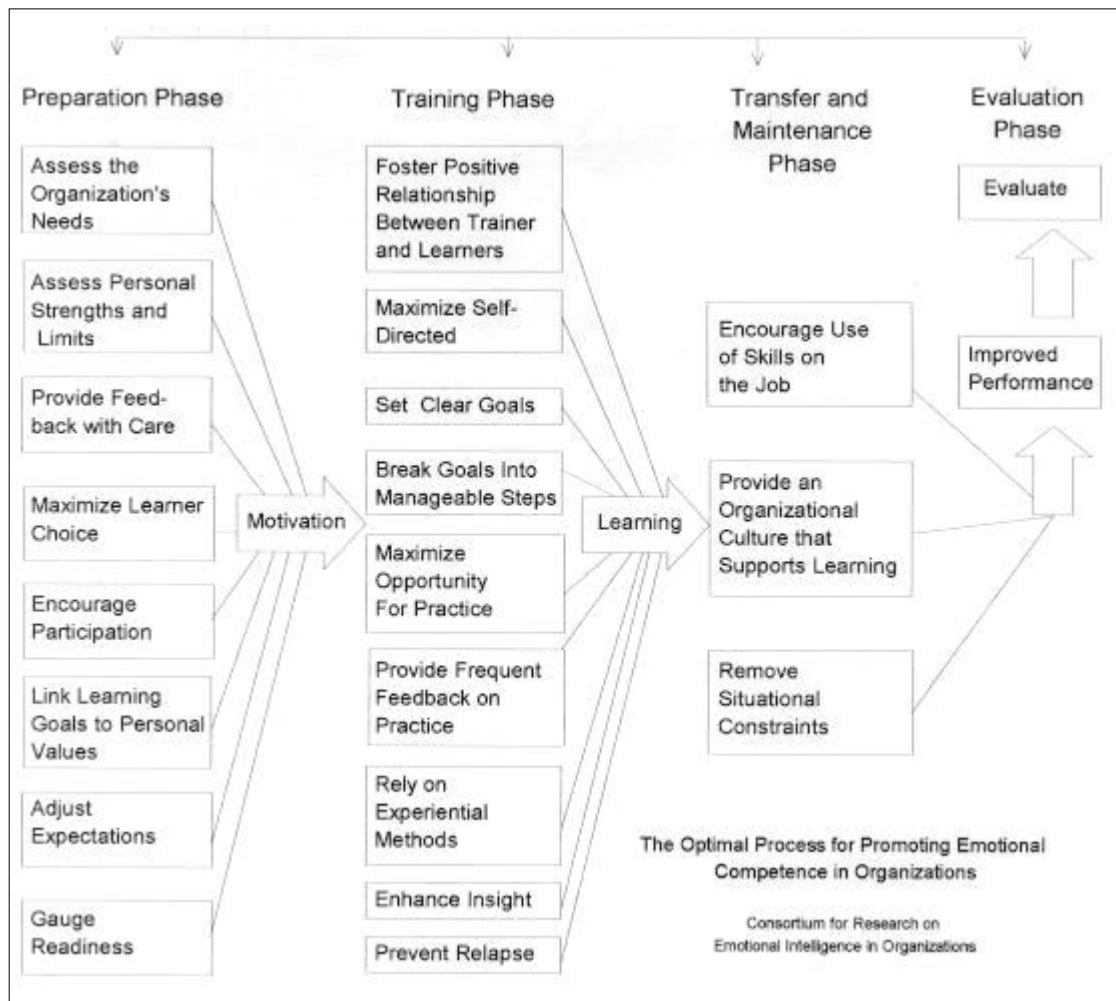 Preparation Phase
Assess the
Organization's
Needs
Assess Personal
Strengths and
Limits
Provide Feed-
back with Care
Maximize Learner
Choice
Encourage
Participation
Link Learning
Goals to Personal
Values
Adjust
Expectations
Gauge
Readiness
Motivation
Training Phase
Foster Positive
Relationship
Between Trainer
and Learners
Maximize Self-
Directed
Set Clear Goals
Break Goals Into
Manageable Steps
Maximize
Opportunity
For Practice
Provide Frequent
Feedback on
Practice
Rely on
Experiential
Methods
Enhance Insight
Prevent Relapse
Learning
Transfer and
Maintenance
Phase
Encourage Use
of Skills on
the Job
Provide an
Organizational
Culture that
Supports Learning
Remove
Situational
Constraints
Evaluation
Phase
Evaluate
Improved
Performance
The Optimal Process for Promoting Emotional
Competence in Organizations
Consortium for Research on
Emotional Intelligence in Organizations